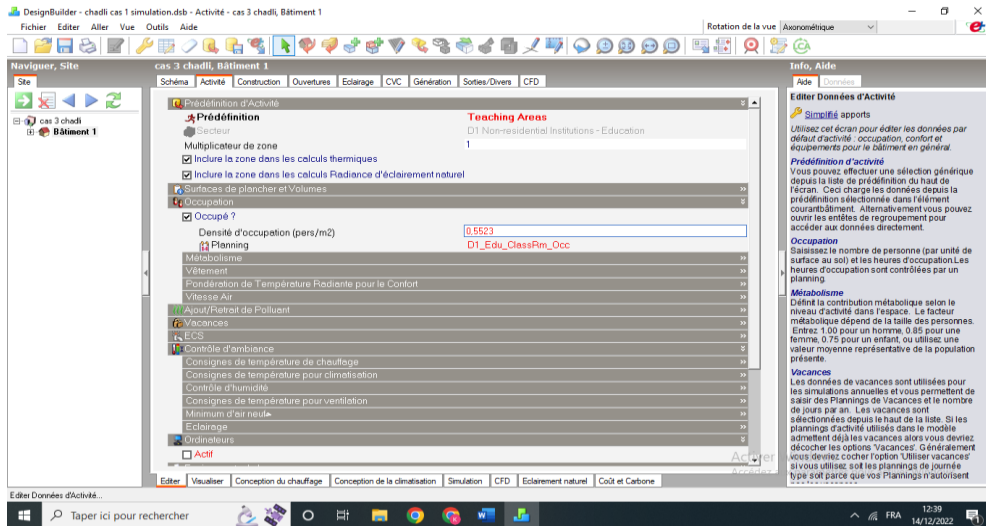 DesignBuilder - chadli cas 1 simulation.dsb - Activité - cas 3 chadli, Bâtiment 1
Fichier Editer Aller Vue Outils Aide
Rotation de la vue Axonométrique
Naviguer, Site
cas 3 chadli, Bâtiment 1
Info, Aide
Site
Schéma Activité Construction Ouvertures Eclairage CVC Génération Sorties/Divers CFD
Aide Données
cas 3 chadli
Bâtiment 1
Prédéfinition d'Activité
Prédéfinition Teaching Areas
Secteur D1 Non-residential Institutions - Education
Multiplicateur de zone 1
Inclure la zone dans les calculs thermiques
Inclure la zone dans les calculs Radiance d'éclairement naturel
Surfaces de plancher et Volumes
Occupation
Occupé ?
Densité d'occupation (pers/m2) 0,5523
Planning D1_Edu_ClassRm_Occ
Métabolisme
Vêtement
Pondération de Température Radiante pour le Confort
Vitesse Air
Ajout/Retrait de Polluant
Vacances
ECS
Contrôle d'ambiance
Consignes de température de chauffage
Consignes de température pour climatisation
Contrôle d'humidité
Consignes de température pour ventilation
Minimum d'air neuf
Eclairage
Ordinateurs
Actif
Editer Données d'Activité
Simplifié apports
Utilisez cet écran pour éditer les données par
défaut d'activité : occupation, confort et
équipements pour le bâtiment en général.
Prédéfinition d'activité
Vous pouvez effectuer une sélection générique
depuis la liste de prédéfinition du haut de
l'écran. Ceci charge les données depuis la
prédéfinition sélectionnée dans l'élément
courantbâtiment. Alternativement vous pouvez
ouvrir les entêtes de regroupement pour
accéder aux données directement.
Occupation
Saisissez le nombre de personne (par unité de
surface au sol) et les heures d'occupation.Les
heures d'occupation sont contrôlées par un
planning.
Métabolisme
Définit la contribution métabolique selon le
niveau d'activité dans l'espace. Le facteur
métabolique dépend de la taille des personnes.
Entrez 1.00 pour un homme, 0.85 pour une
femme, 0.75 pour un enfant, ou utilisez une
valeur moyenne représentative de la population
présente.
Vacances
Les données de vacances sont utilisées pour
les simulations annuelles et vous permettent de
saisir des Plannings de Vacances et le nombre
de jours par an. Les vacances sont
sélectionnées depuis le haut de la liste. Si les
plannings d'activité utilisés dans le modèle
admettent déjà les vacances alors vous devriez
décocher les options 'Vacances'. Généralement
vous devriez cocher l'option 'Utiliser vacances'
si vous utilisez soit les plannings de journée
type soit parce que vos Plannings n'autorisent
Editer Visualiser Conception du chauffage Conception de la climatisation Simulation CFD Eclairement naturel Coût et Carbone
Editer Données d'Activité...
Taper ici pour rechercher
FRA
12:39
14/12/2022